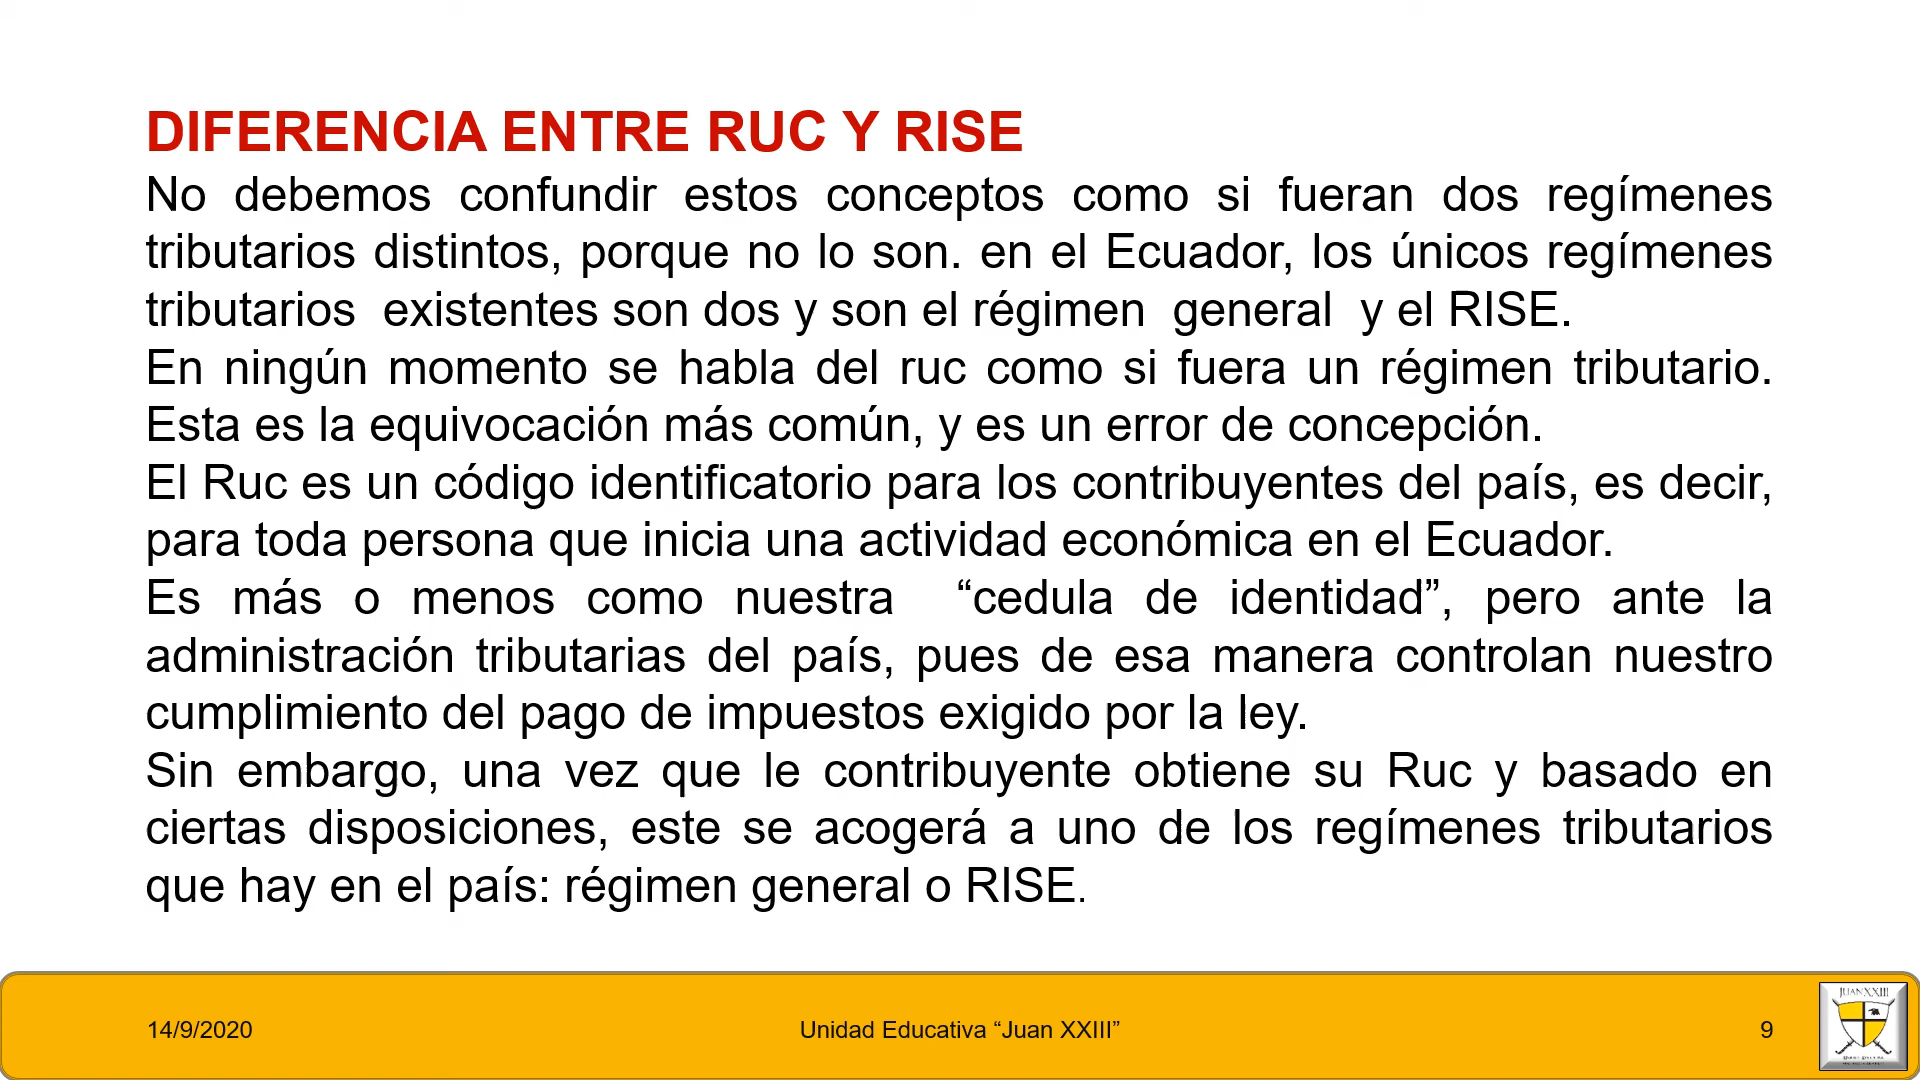 DIFERENCIA ENTRE RUC Y RISE
No debemos confundir estos conceptos como si fueran dos regímenes
tributarios distintos, porque no lo son. en el Ecuador, los únicos regímenes
tributarios existentes son dos y son el régimen general y el RISE.
En ningún momento se habla del ruc como si fuera un régimen tributario.
Esta es la equivocación más común, y es un error de concepción.
El Ruc es un código identificatorio para los contribuyentes del país, es decir,
para toda persona que inicia una actividad económica en el Ecuador.
Es más o menos como nuestra “cedula de identidad”, pero ante la
administración tributarias del país, pues de esa manera controlan nuestro
cumplimiento del pago de impuestos exigido por la ley.
Sin embargo, una vez que le contribuyente obtiene su Ruc y basado en
ciertas disposiciones, este se acogerá a uno de los regímenes tributarios
que hay en el país: régimen general o RISE.
14/9/2020
Unidad Educativa “Juan XXIII”
9
JUAN XXIII